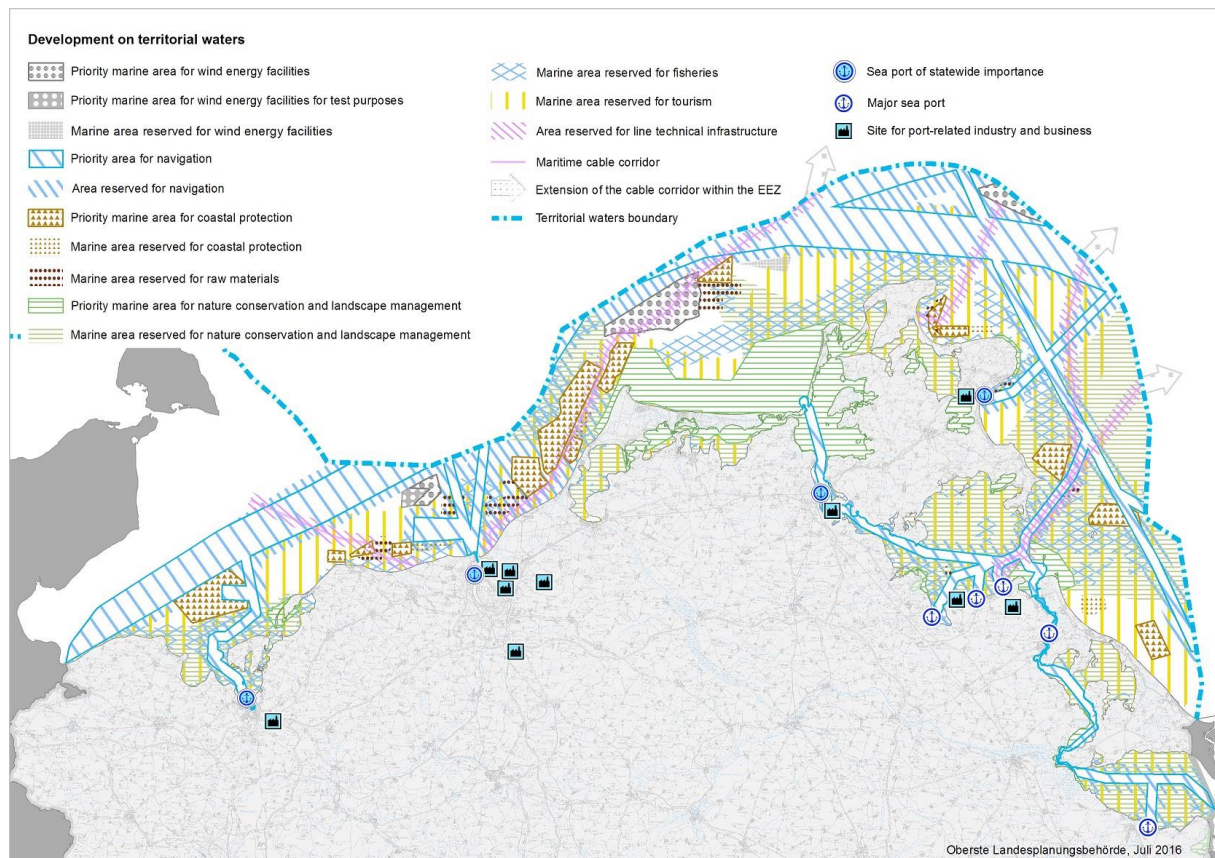 Development on territorial waters
Priority marine area for wind energy facilities
Priority marine area for wind energy facilities for test purposes
Marine area reserved for wind energy facilities
Priority area for navigation
Area reserved for navigation
Priority marine area for coastal protection
Marine area reserved for coastal protection
Marine area reserved for raw materials
Priority marine area for nature conservation and landscape management
Marine area reserved for nature conservation and landscape management
Marine area reserved for fisheries
Marine area reserved for tourism
Area reserved for line technical infrastructure
Maritime cable corridor
Extension of the cable corridor within the EEZ
Territorial waters boundary
Sea port of statewide importance
Major sea port
Site for port-related industry and business
Oberste Landesplanungsbehörde, Juli 2016